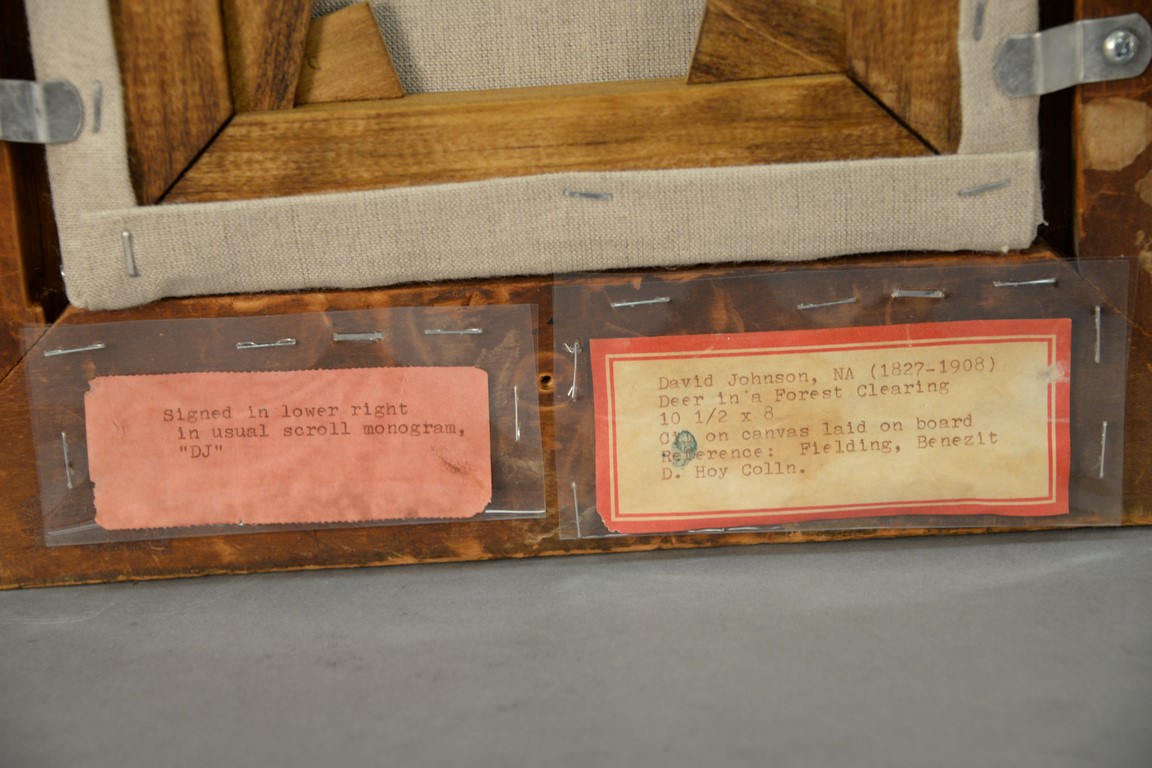 Signed in lower right
in usual scroll monogram,
"DJ"
David Johnson, NA (1827-1908)
Deer in a Forest Clearing
10 1/2 x 8
on canvas laid on board
Reference: Fielding, Benezit
D. Hoy Colln.